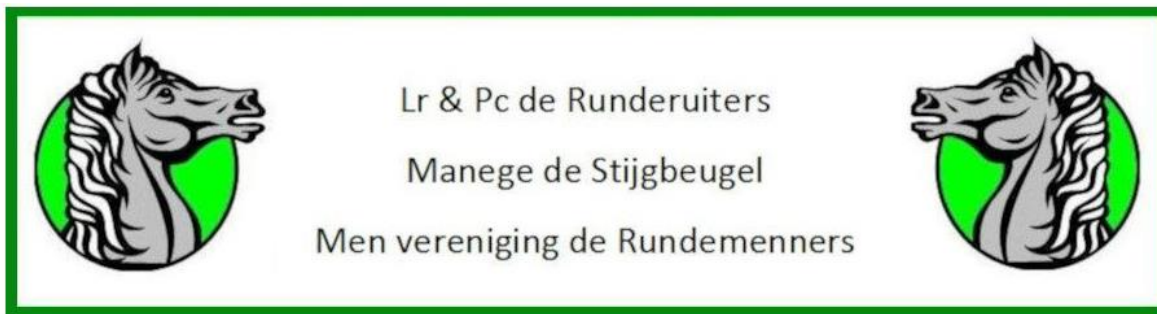 Lr & Pc de Runderuiters
Manege de Stijgbeugel
Men vereniging de Rundemenners